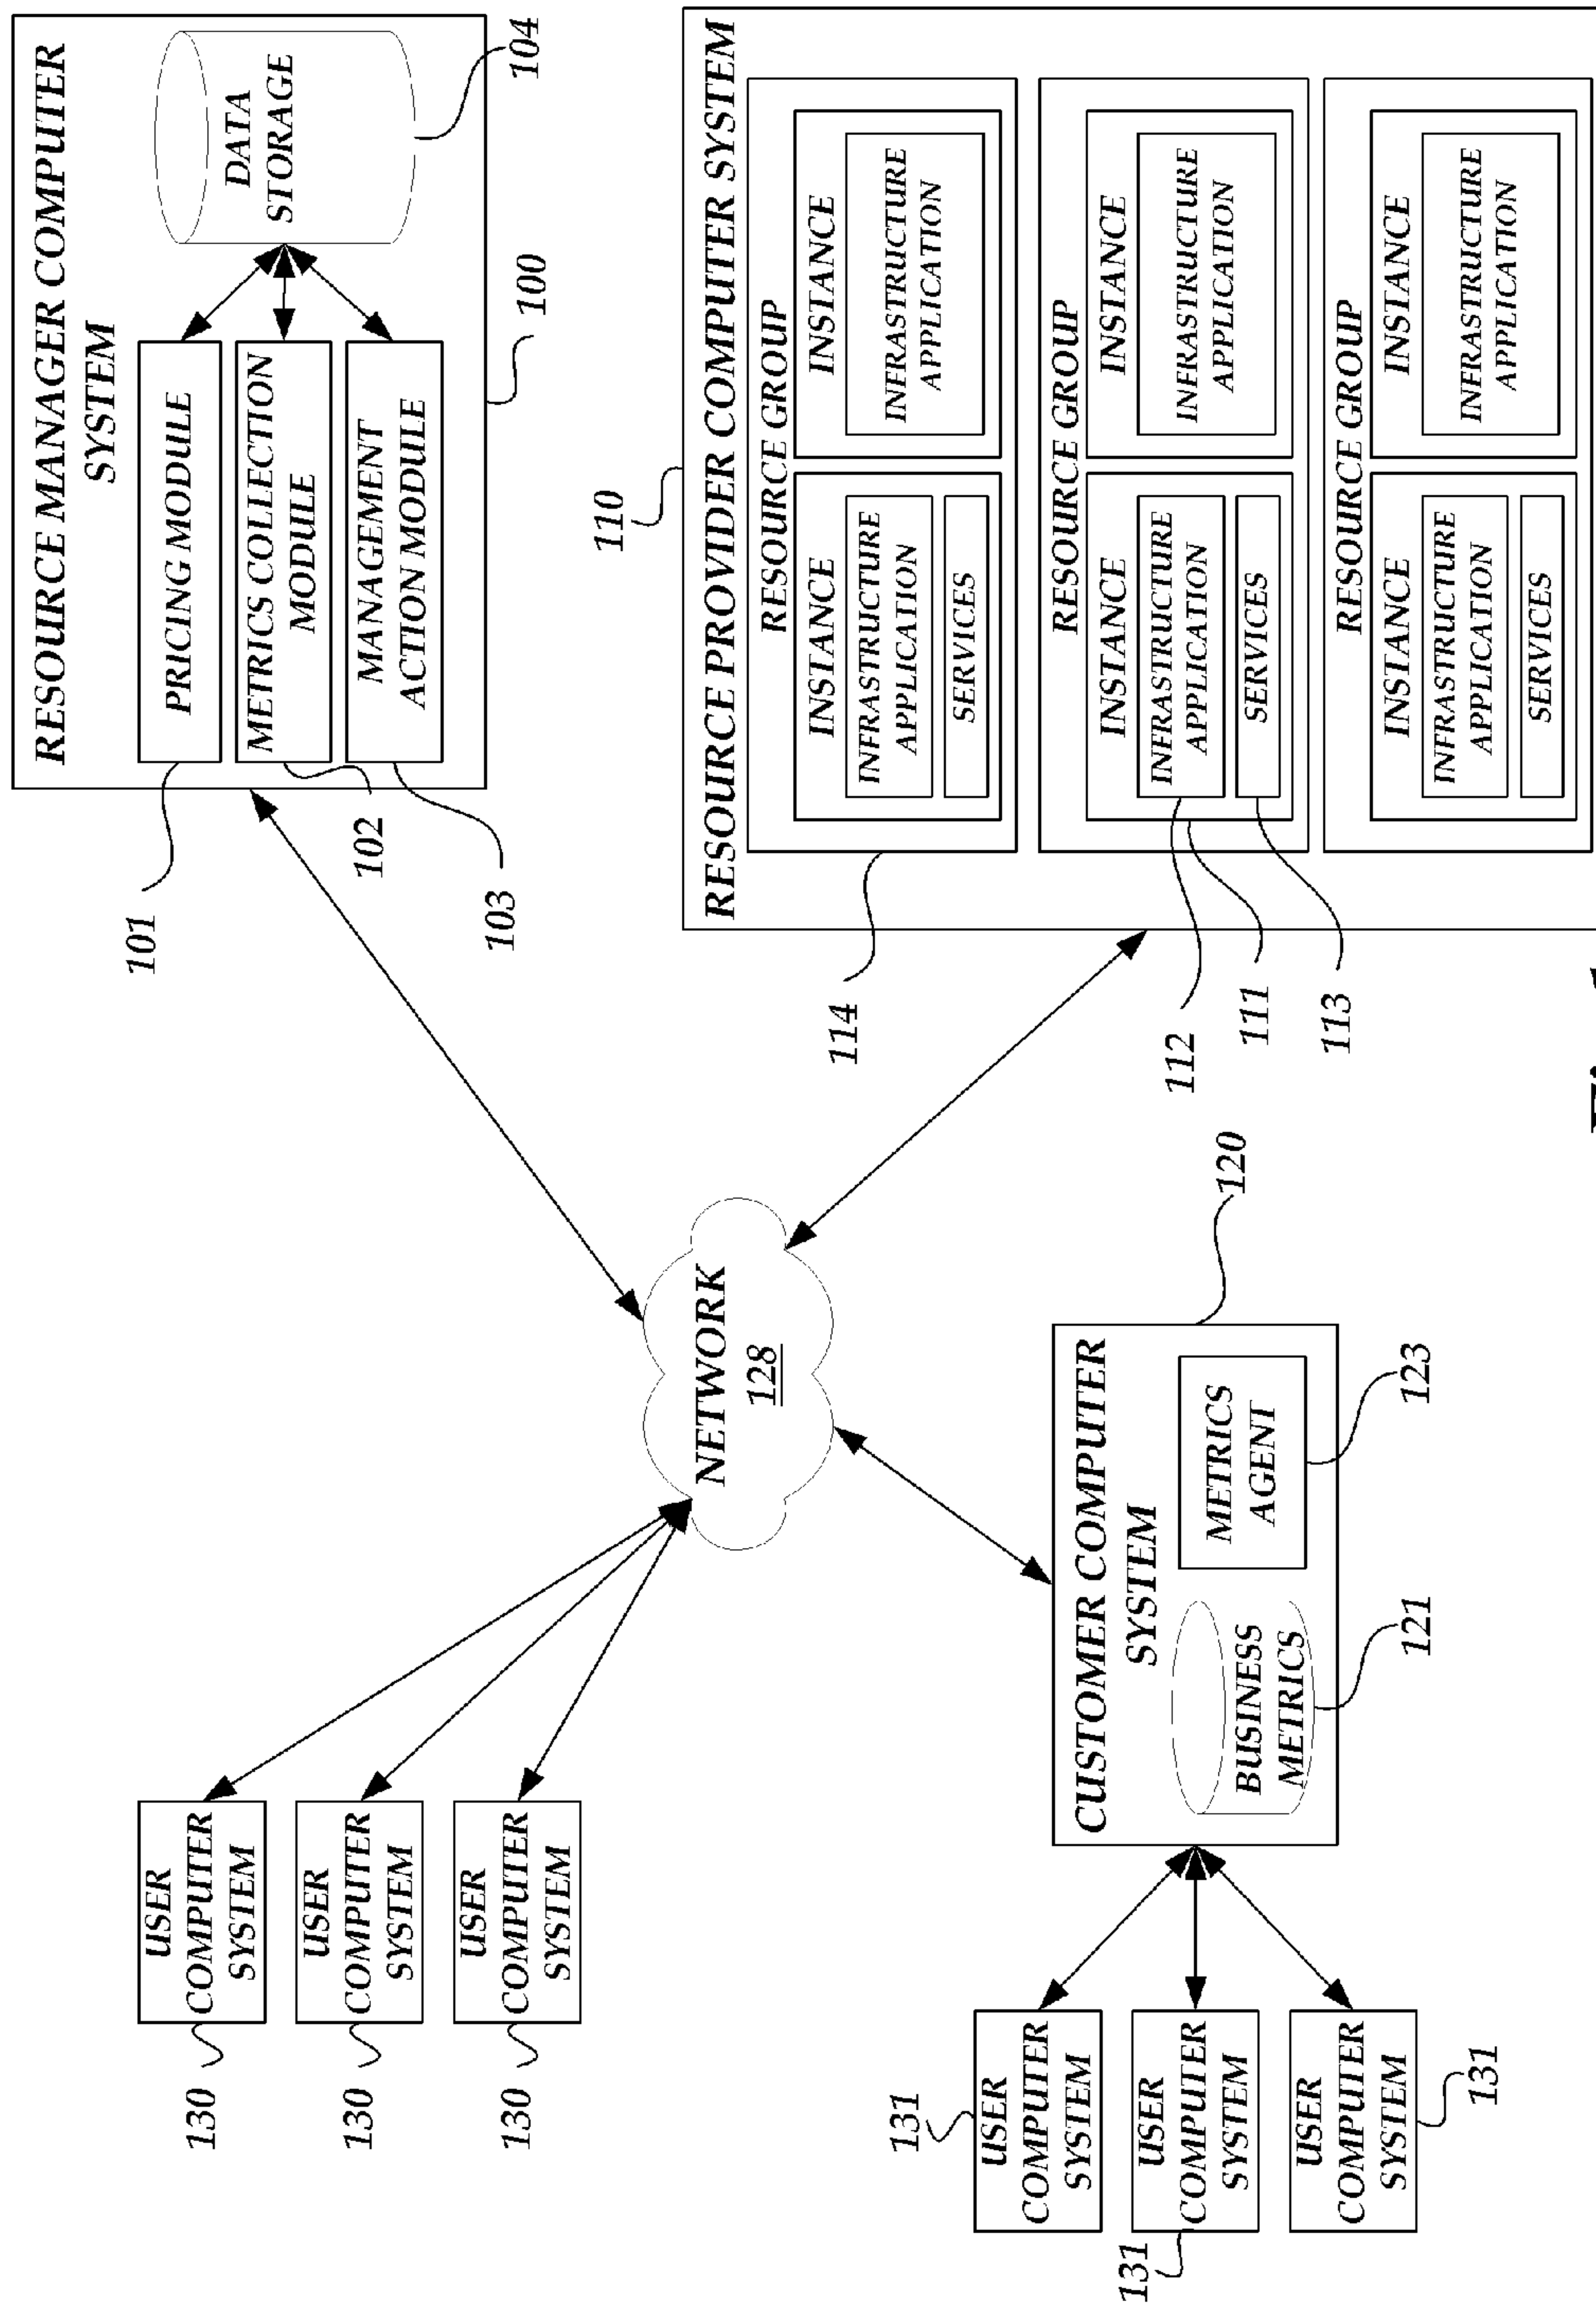 RESOURCE MANAGER COMPUTER
SYSTEM
PRICING MODULE
METRICS COLLECTION
MODULE
MANAGEMENT
ACTION MODULE
DATA
STORAGE
101
102
103
100
104
110
RESOURCE PROVIDER COMPUTER SYSTEM
RESOURCE GROUP
INSTANCE
INFRASTRUCTURE
APPLICATION
SERVICES
INSTANCE
INFRASTRUCTURE
APPLICATION
RESOURCE GROUP
INSTANCE
INFRASTRUCTURE
APPLICATION
SERVICES
INSTANCE
INFRASTRUCTURE
APPLICATION
RESOURCE GROUP
INSTANCE
INFRASTRUCTURE
APPLICATION
SERVICES
INSTANCE
INFRASTRUCTURE
APPLICATION
114
112
111
113
NETWORK
128
USER
COMPUTER
SYSTEM
130
USER
COMPUTER
SYSTEM
130
USER
COMPUTER
SYSTEM
130
CUSTOMER COMPUTER
SYSTEM
BUSINESS
METRICS
METRICS
AGENT
120
123
121
USER
COMPUTER
SYSTEM
131
USER
COMPUTER
SYSTEM
131
USER
COMPUTER
SYSTEM
131